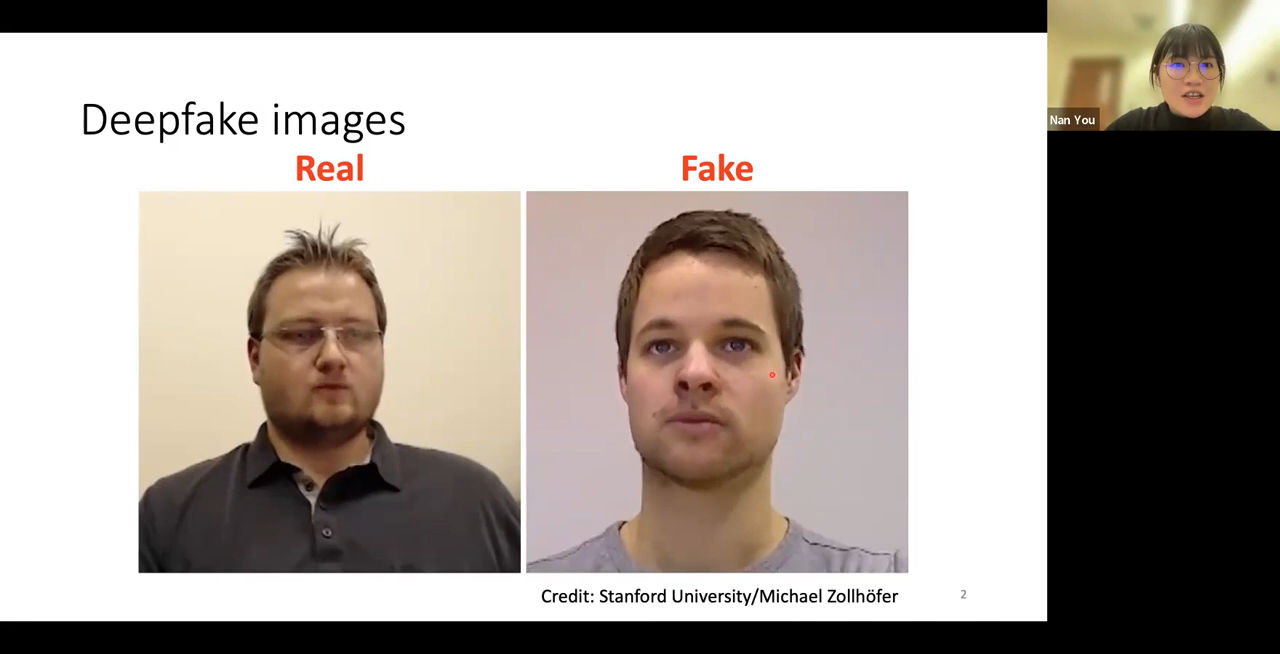 Deepfake images
Real
Fake
Credit: Stanford University/Michael Zollhöfer
2
Nan You